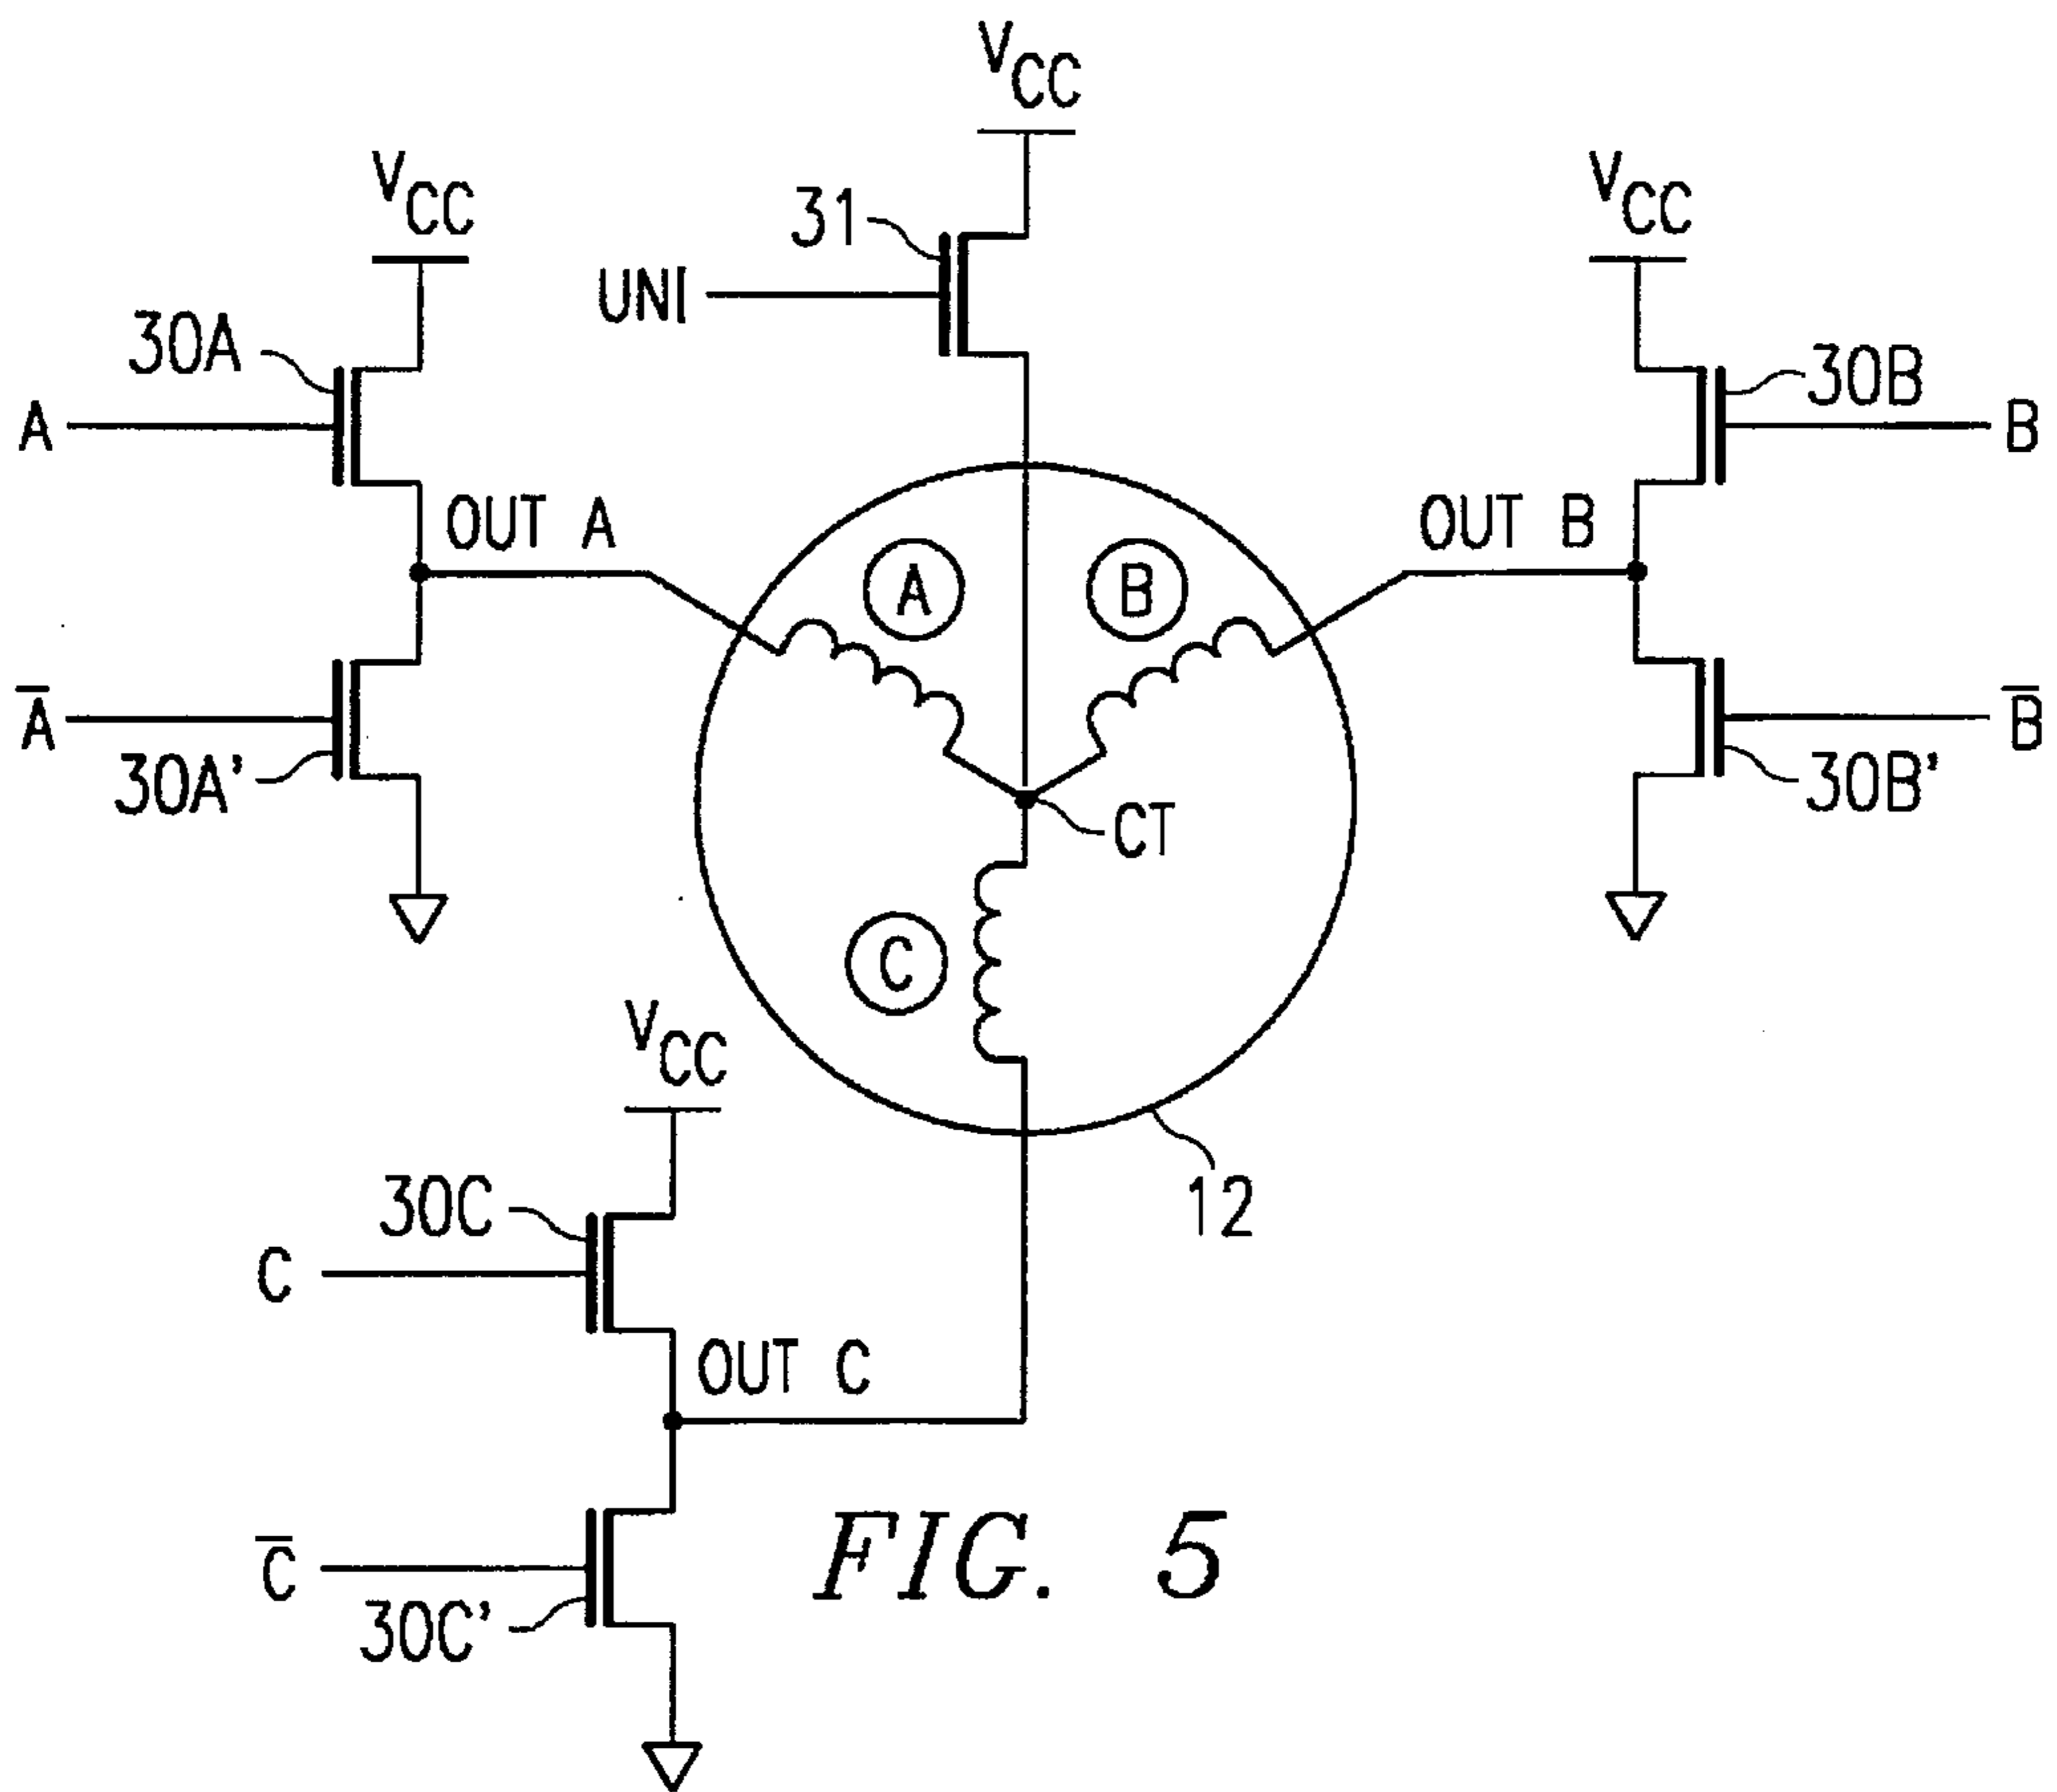 VCC
VCC
31
VCC
UNI
30A
30B
A
B
OUT A
OUT B
A
B
A̅
B̅
30A'
30B'
CT
C
VCC
30C
12
C
OUT C
C̅
30C'
FIG. 5